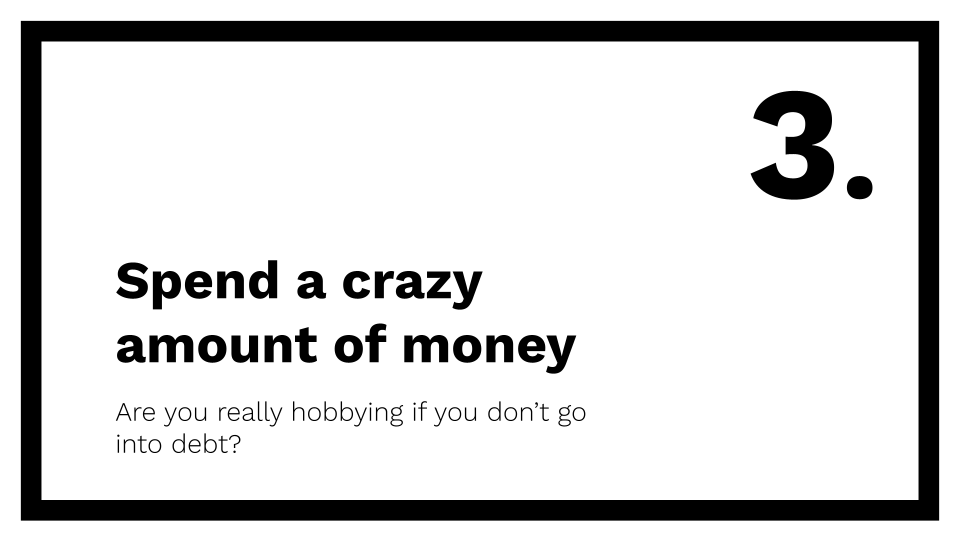 3.
Spend a crazy
amount of money
Are you really hobbying if you don’t go
into debt?